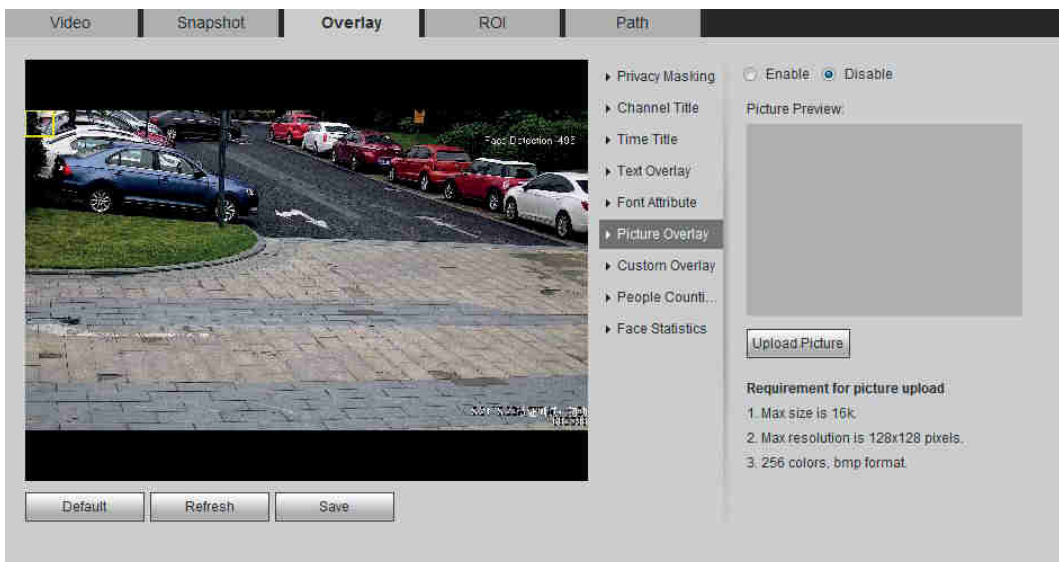 Video Snapshot Overlay ROI Path
Face Detection
Privacy Masking
Channel Title
Time Title
Text Overlay
Font Attribute
Picture Overlay
Custom Overlay
People Counti...
Face Statistics
Enable Disable
Picture Preview:
Upload Picture
Requirement for picture upload
1. Max size is 16k.
2. Max resolution is 128x128 pixels.
3. 256 colors, bmp format.
Default Refresh Save